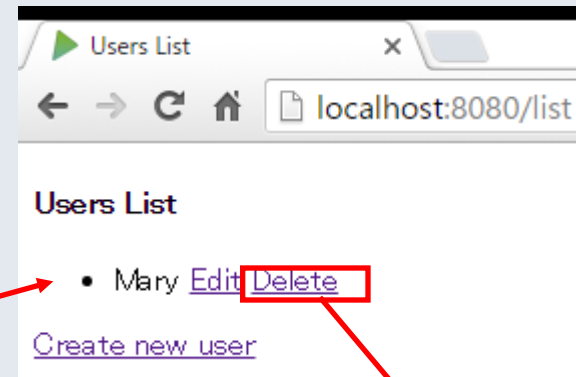 Users List
localhost:8080/list
Users List
• Mary Edit Delete
Create new user